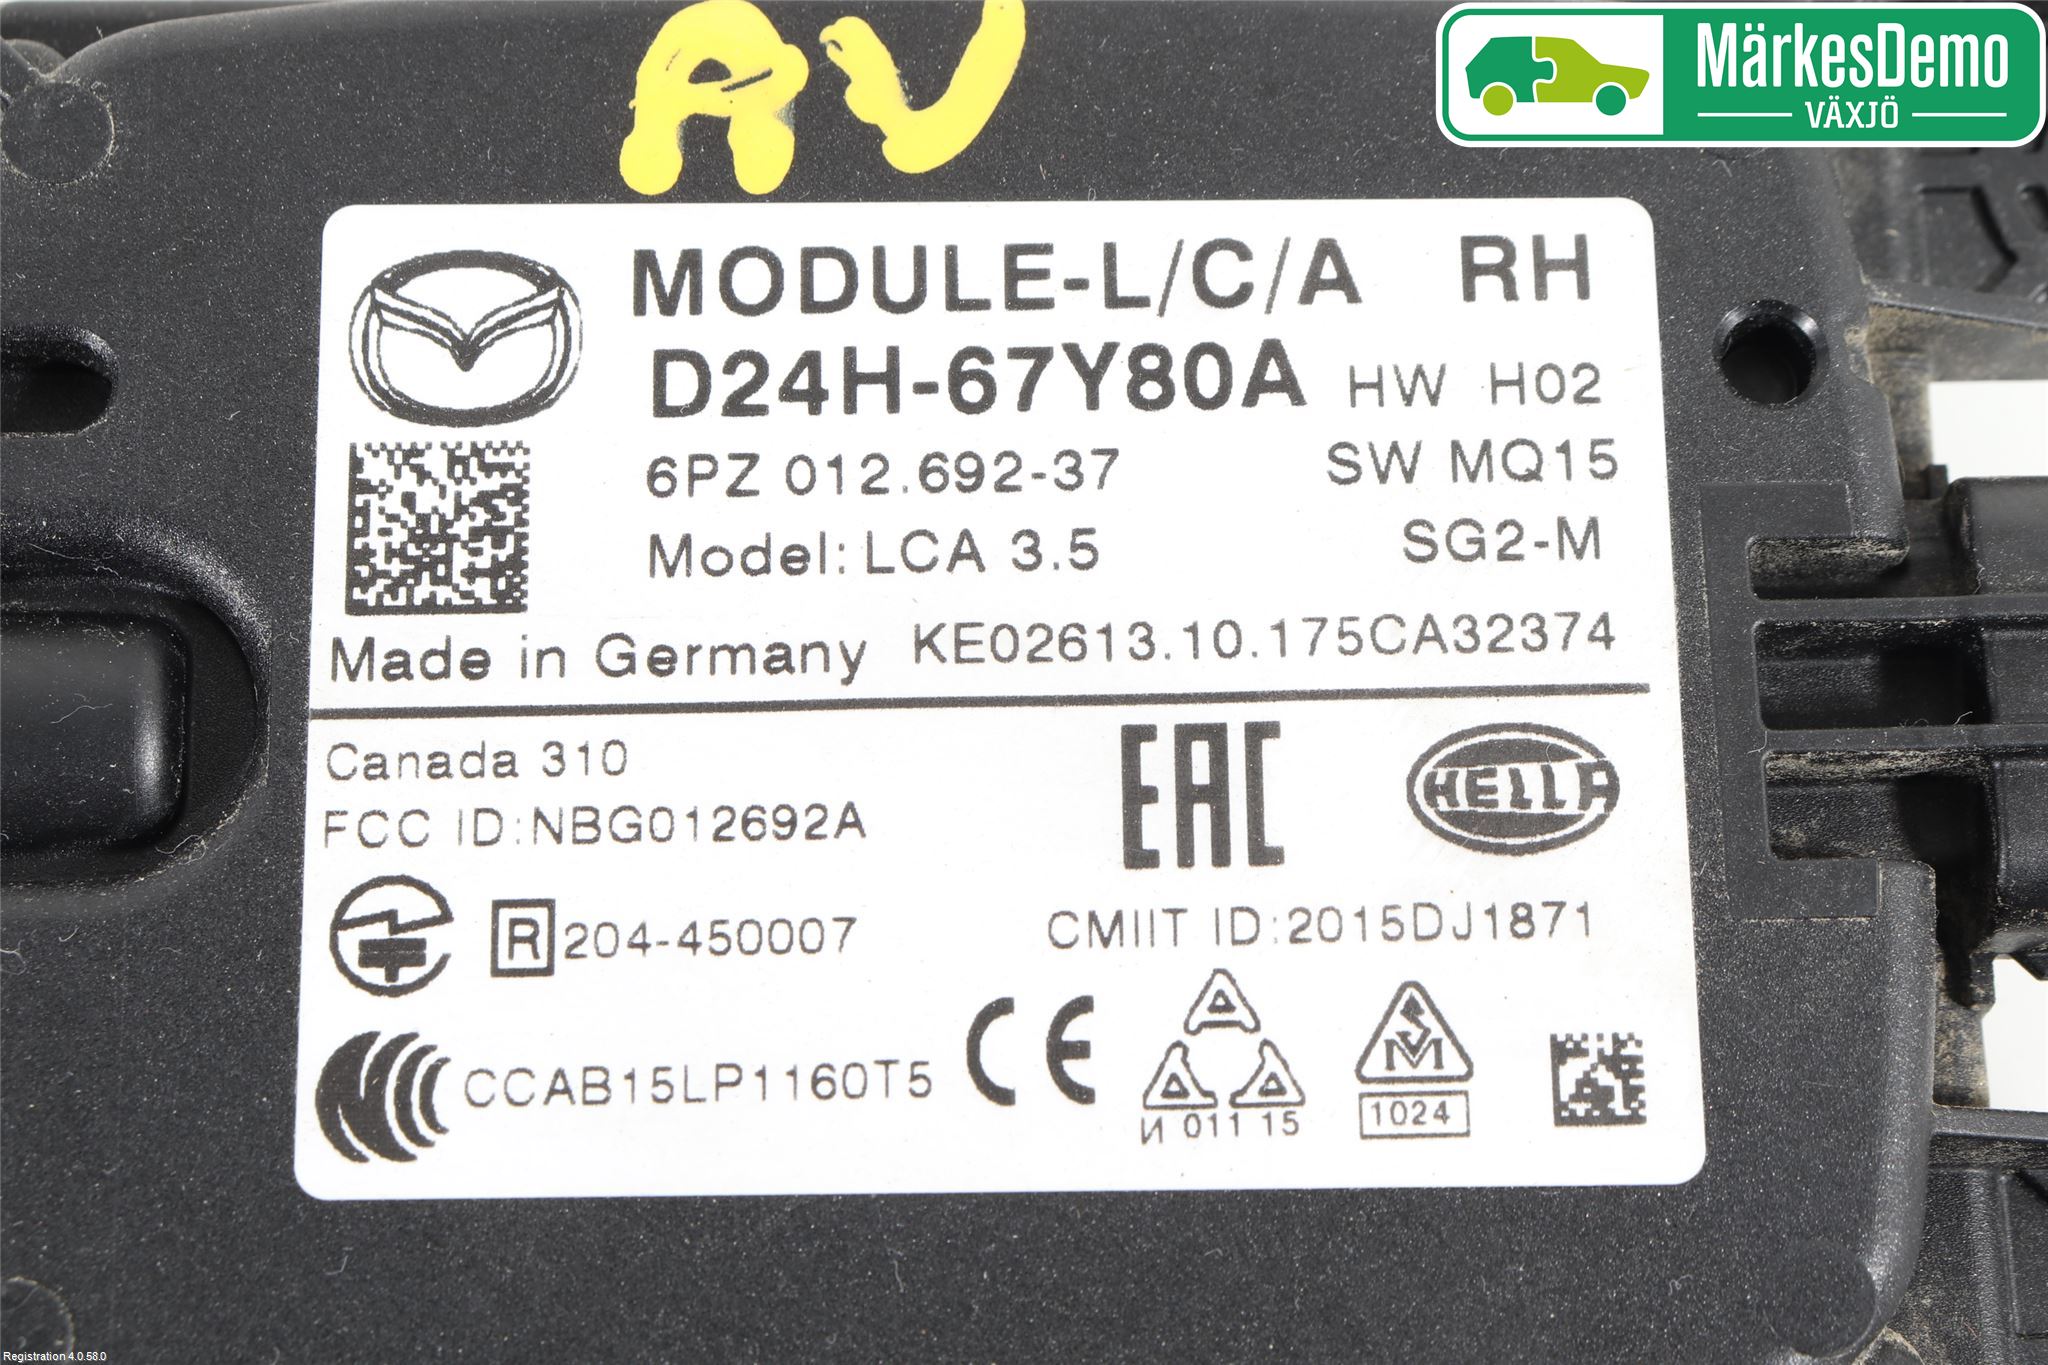 RV
MärkesDemo
VÄXJÖ
MODULE-L/C/A RH
D24H-67Y80A HW H02
6PZ 012.692-37 SW MQ15
Model: LCA 3.5 SG2-M
Made in Germany KE02613.10.175CA32374
Canada 310
EAC
HELLA
FCC ID:NBG012692A
R 204-450007
CMIIT ID:2015DJ1871
CCAB15LP1160T5
CE
И 011 15
SVM
1024
Registration 4.0.58.0